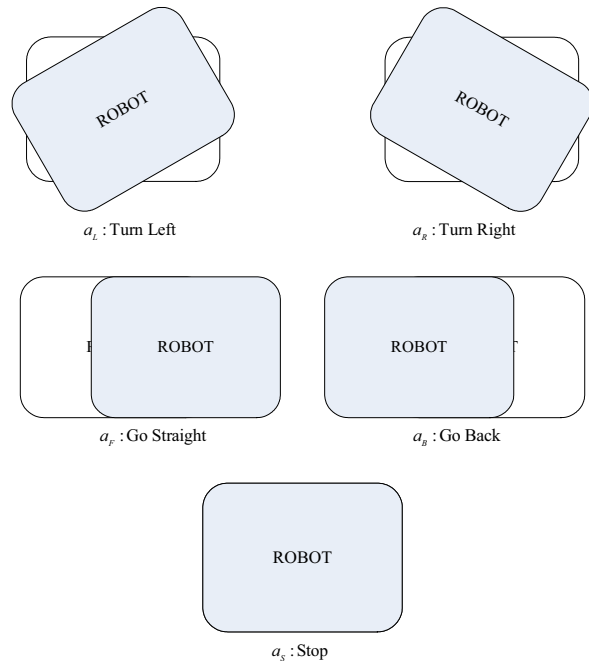 ROBOT
ROBOT
a_L : Turn Left
a_R : Turn Right
R
ROBOT
ROBOT
T
a_F : Go Straight
a_B : Go Back
ROBOT
a_S : Stop